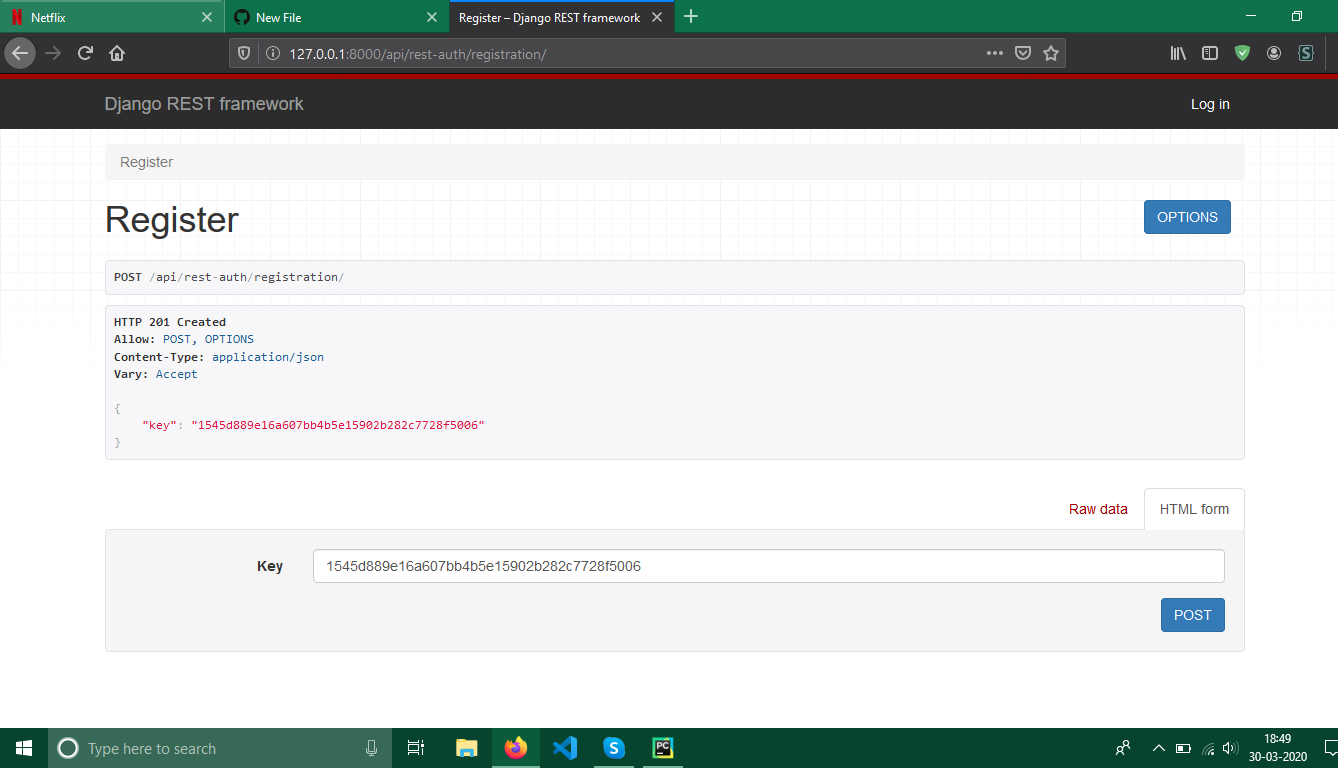 Netflix
New File
Register – Django REST framework
127.0.0.1:8000/api/rest-auth/registration/
Django REST framework
Log in
Register
Register
OPTIONS
POST /api/rest-auth/registration/
HTTP 201 Created
Allow: POST, OPTIONS
Content-Type: application/json
Vary: Accept
{
"key": "1545d889e16a607bb4b5e15902b282c7728f5006"
}
Raw data
HTML form
Key
1545d889e16a607bb4b5e15902b282c7728f5006
POST
Type here to search
18:49
30-03-2020